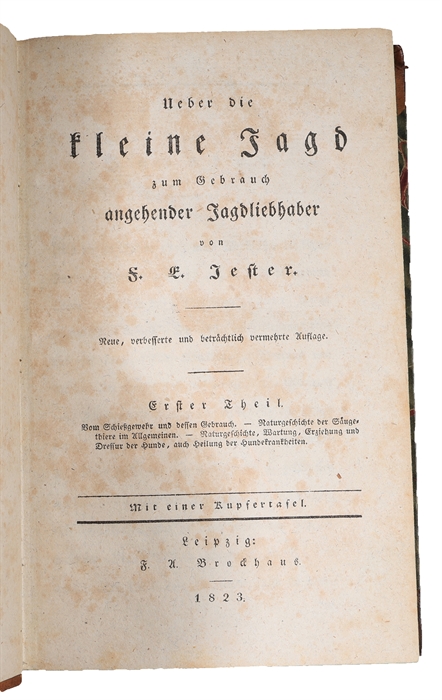 Ueber die
kleine Jagd
zum Gebrauch
angehender Jagdliebhaber
von
F. E. Jester.
Neue, verbesserte und beträchtlich vermehrte Auflage.
Erster Theil.
Vom Schießgewehr und dessen Gebrauch. — Naturgeschichte der Säuge-
thiere im Allgemeinen. — Naturgeschichte, Wartung, Erziehung und
Dressur der Hunde, auch Heilung der Hundekrankheiten.
Mit einer Kupfertafel.
Leipzig:
F. A. Brockhaus.
1823.